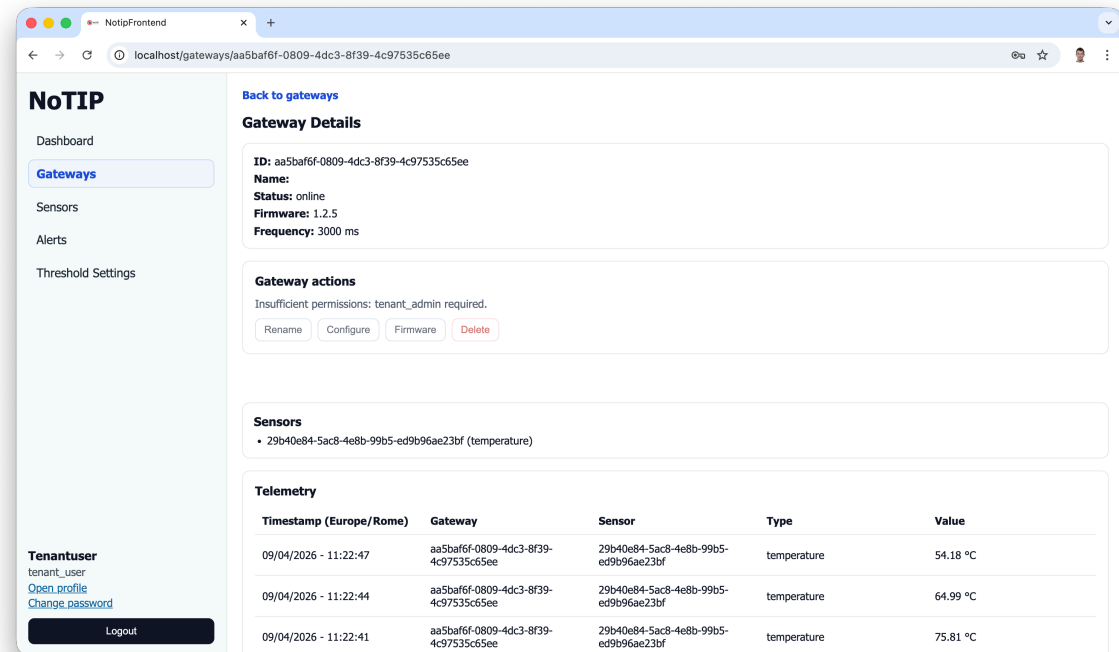 NotipFrontend
localhost/gateways/aa5baf6f-0809-4dc3-8f39-4c97535c65ee
NoTIP
Dashboard
Gateways
Sensors
Alerts
Threshold Settings
Tenantuser
tenant_user
Open profile
Change password
Logout
Back to gateways
Gateway Details
ID: aa5baf6f-0809-4dc3-8f39-4c97535c65ee
Name:
Status: online
Firmware: 1.2.5
Frequency: 3000 ms
Gateway actions
Insufficient permissions: tenant_admin required.
Rename Configure Firmware Delete
Sensors
• 29b40e84-5ac8-4e8b-99b5-ed9b96ae23bf (temperature)
Telemetry
Timestamp (Europe/Rome) Gateway Sensor Type Value
09/04/2026 - 11:22:47 aa5baf6f-0809-4dc3-8f39-4c97535c65ee 29b40e84-5ac8-4e8b-99b5-ed9b96ae23bf temperature 54.18 °C
09/04/2026 - 11:22:44 aa5baf6f-0809-4dc3-8f39-4c97535c65ee 29b40e84-5ac8-4e8b-99b5-ed9b96ae23bf temperature 64.99 °C
09/04/2026 - 11:22:41 aa5baf6f-0809-4dc3-8f39-4c97535c65ee 29b40e84-5ac8-4e8b-99b5-ed9b96ae23bf temperature 75.81 °C